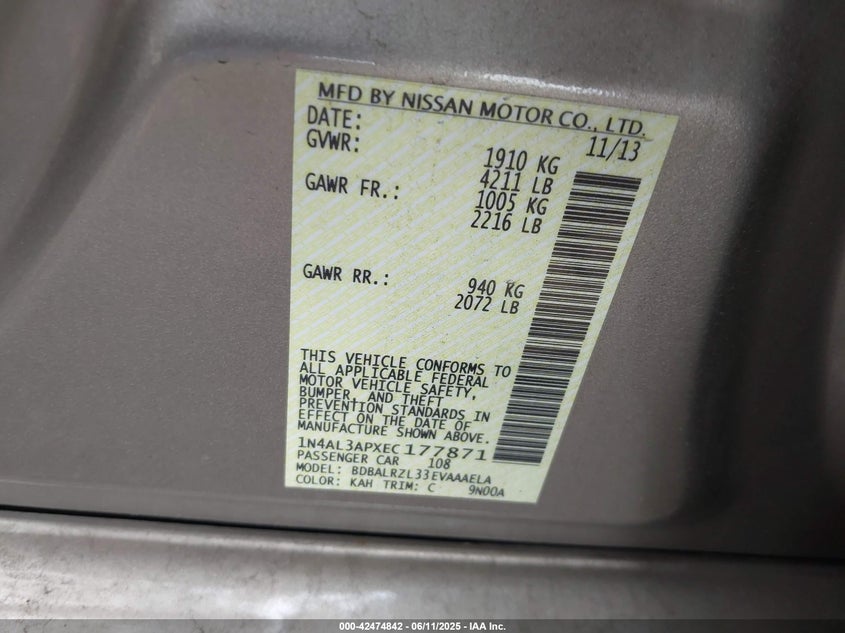 MFD BY NISSAN MOTOR CO., LTD.
DATE: 11/13
GVWR: 1910 KG
4211 LB
GAWR FR.: 1005 KG
2216 LB
GAWR RR.: 940 KG
2072 LB
THIS VEHICLE CONFORMS TO
ALL APPLICABLE FEDERAL
MOTOR VEHICLE SAFETY,
BUMPER, AND THEFT
PREVENTION STANDARDS IN
EFFECT ON THE DATE OF
MANUFACTURE SHOWN ABOVE.
1N4AL3APXEC177871
PASSENGER CAR 108
MODEL: BDBALRZL33EVAAAELA
COLOR: KAH TRIM: C 9N00A
000-42474842 - 06/11/2025 - IAA Inc.